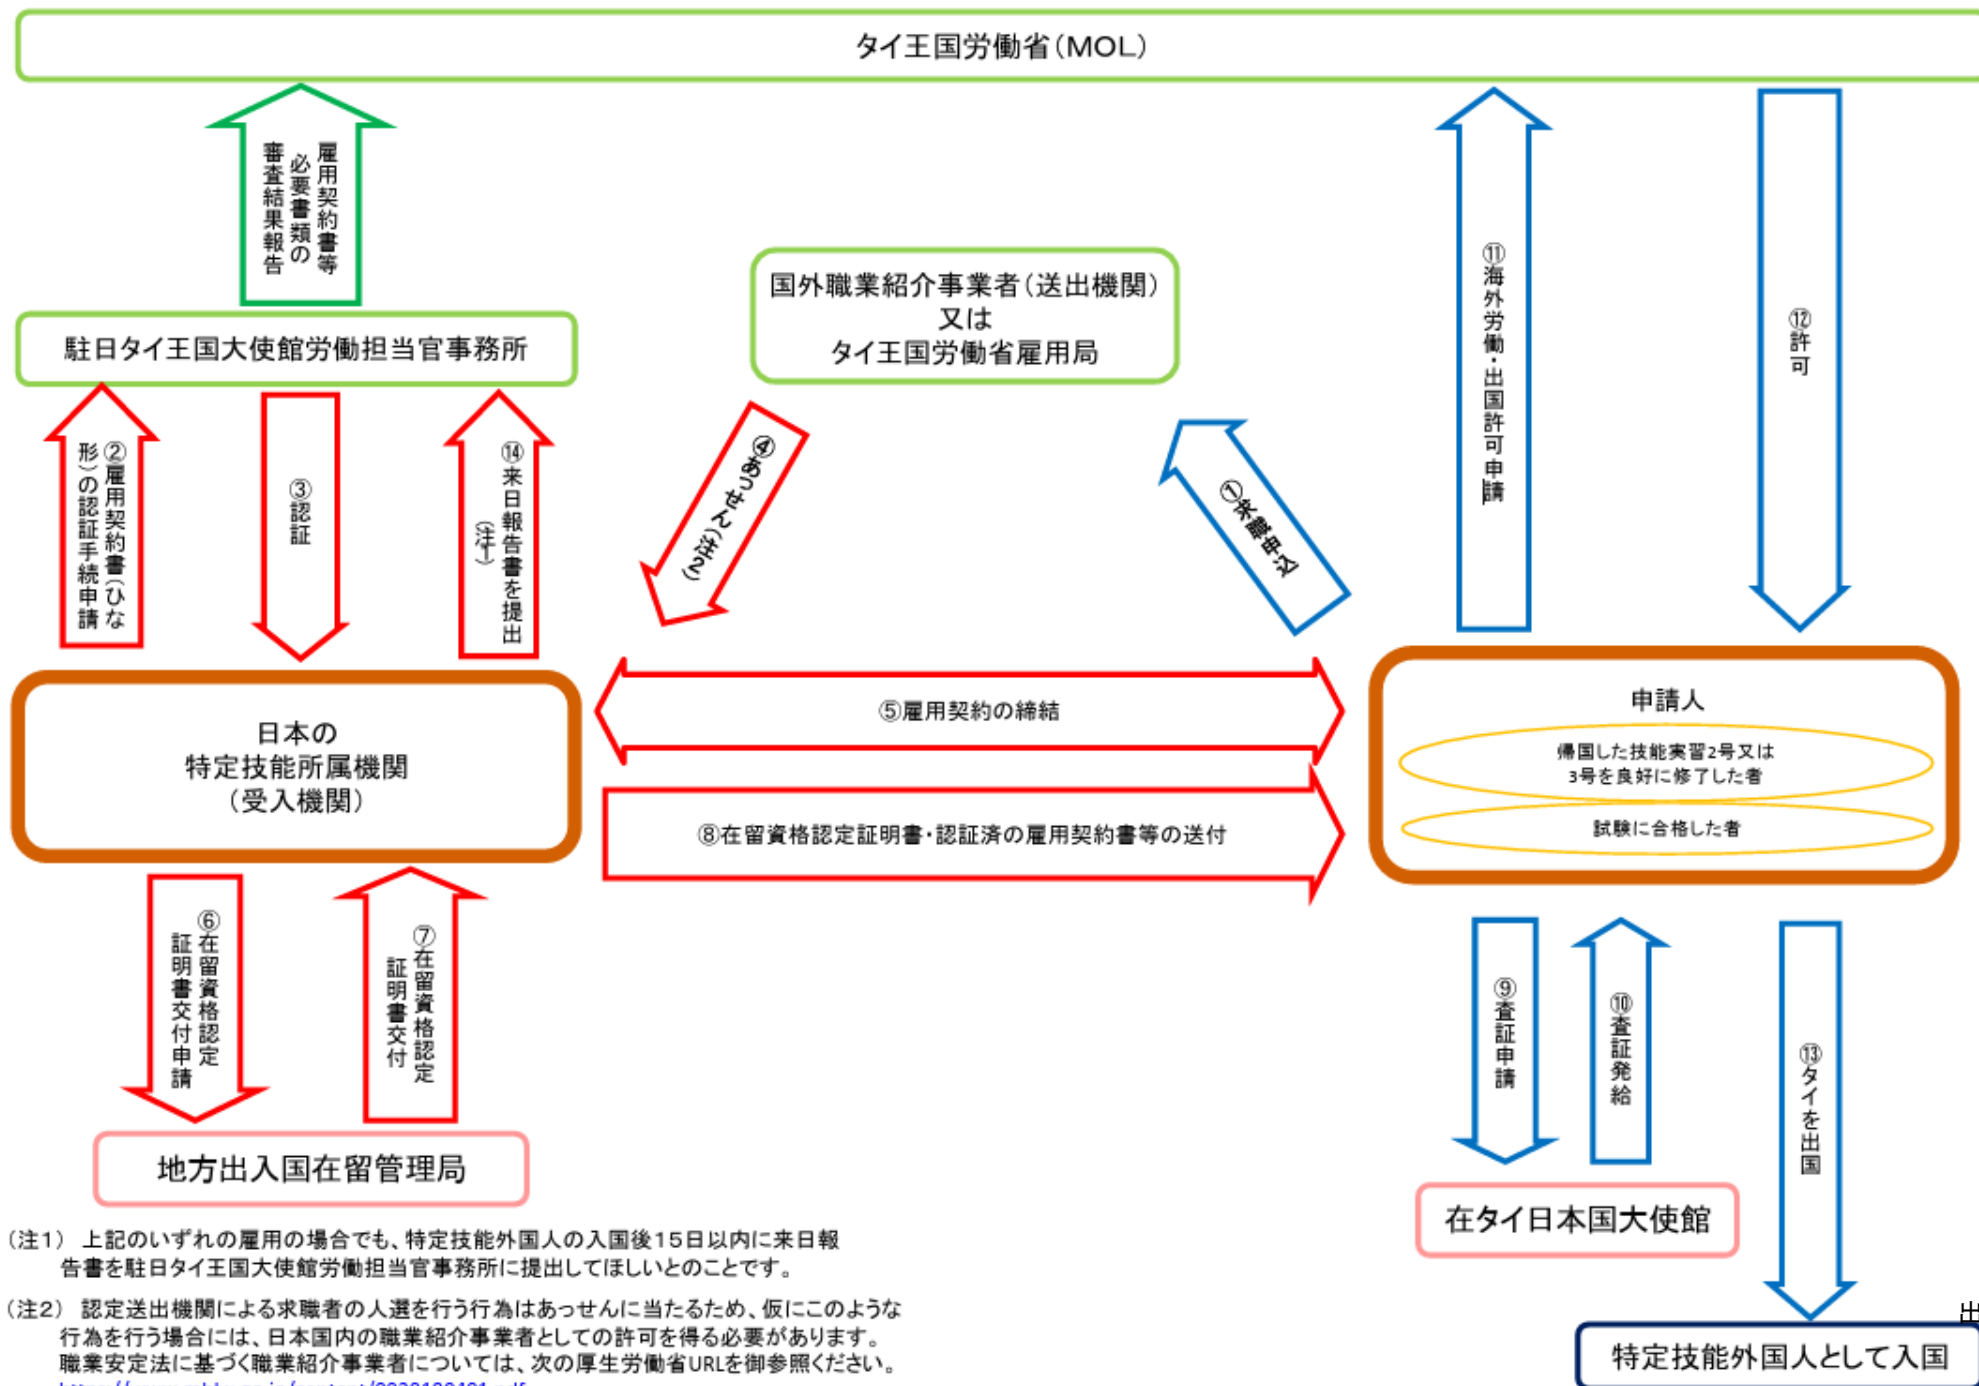 タイ王国労働省（MOL）
雇用契約書等
必要書類の
審査結果報告
⑪海外労働・出国許可申請
⑫許可
国外職業紹介事業者（送出機関）
又は
タイ王国労働省雇用局
駐日タイ王国大使館労働担当官事務所
②雇用契約書（ひな
形）の認証手続申請
③認証
⑭来日報告書を提出
（注1）
④あっせん（注2）
①求職申込
⑤雇用契約の締結
日本の
特定技能所属機関
（受入機関）
申請人
帰国した技能実習2号又は
3号を良好に修了した者
試験に合格した者
⑧在留資格認定証明書・認証済の雇用契約書等の送付
⑥在留資格認定
証明書交付申請
⑦在留資格認定
証明書交付
⑨査証申請
⑩査証発給
⑬タイを出国
地方出入国在留管理局
在タイ日本国大使館
（注1） 上記のいずれの雇用の場合でも、特定技能外国人の入国後15日以内に来日報
告書を駐日タイ王国大使館労働担当官事務所に提出してほしいとのことです。
（注2） 認定送出機関による求職者の人選を行う行為はあっせんに当たるため、仮にこのような
行為を行う場合には、日本国内の職業紹介事業者としての許可を得る必要があります。
職業安定法に基づく職業紹介事業者については、次の厚生労働省URLを御参照ください。
出
特定技能外国人として入国